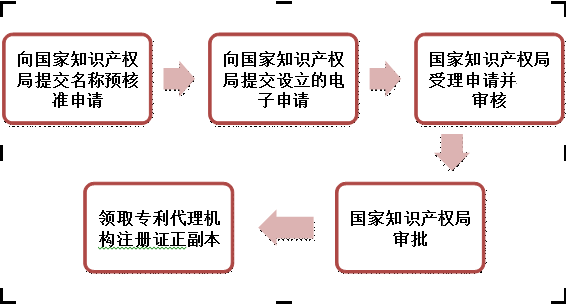 向国家知识产权
局提交名称预核
准申请
向国家知识产权
局提交设立的电
子申请
国家知识产权局
受理申请并
审核
国家知识产权局
审批
领取专利代理机
构注册证正副本